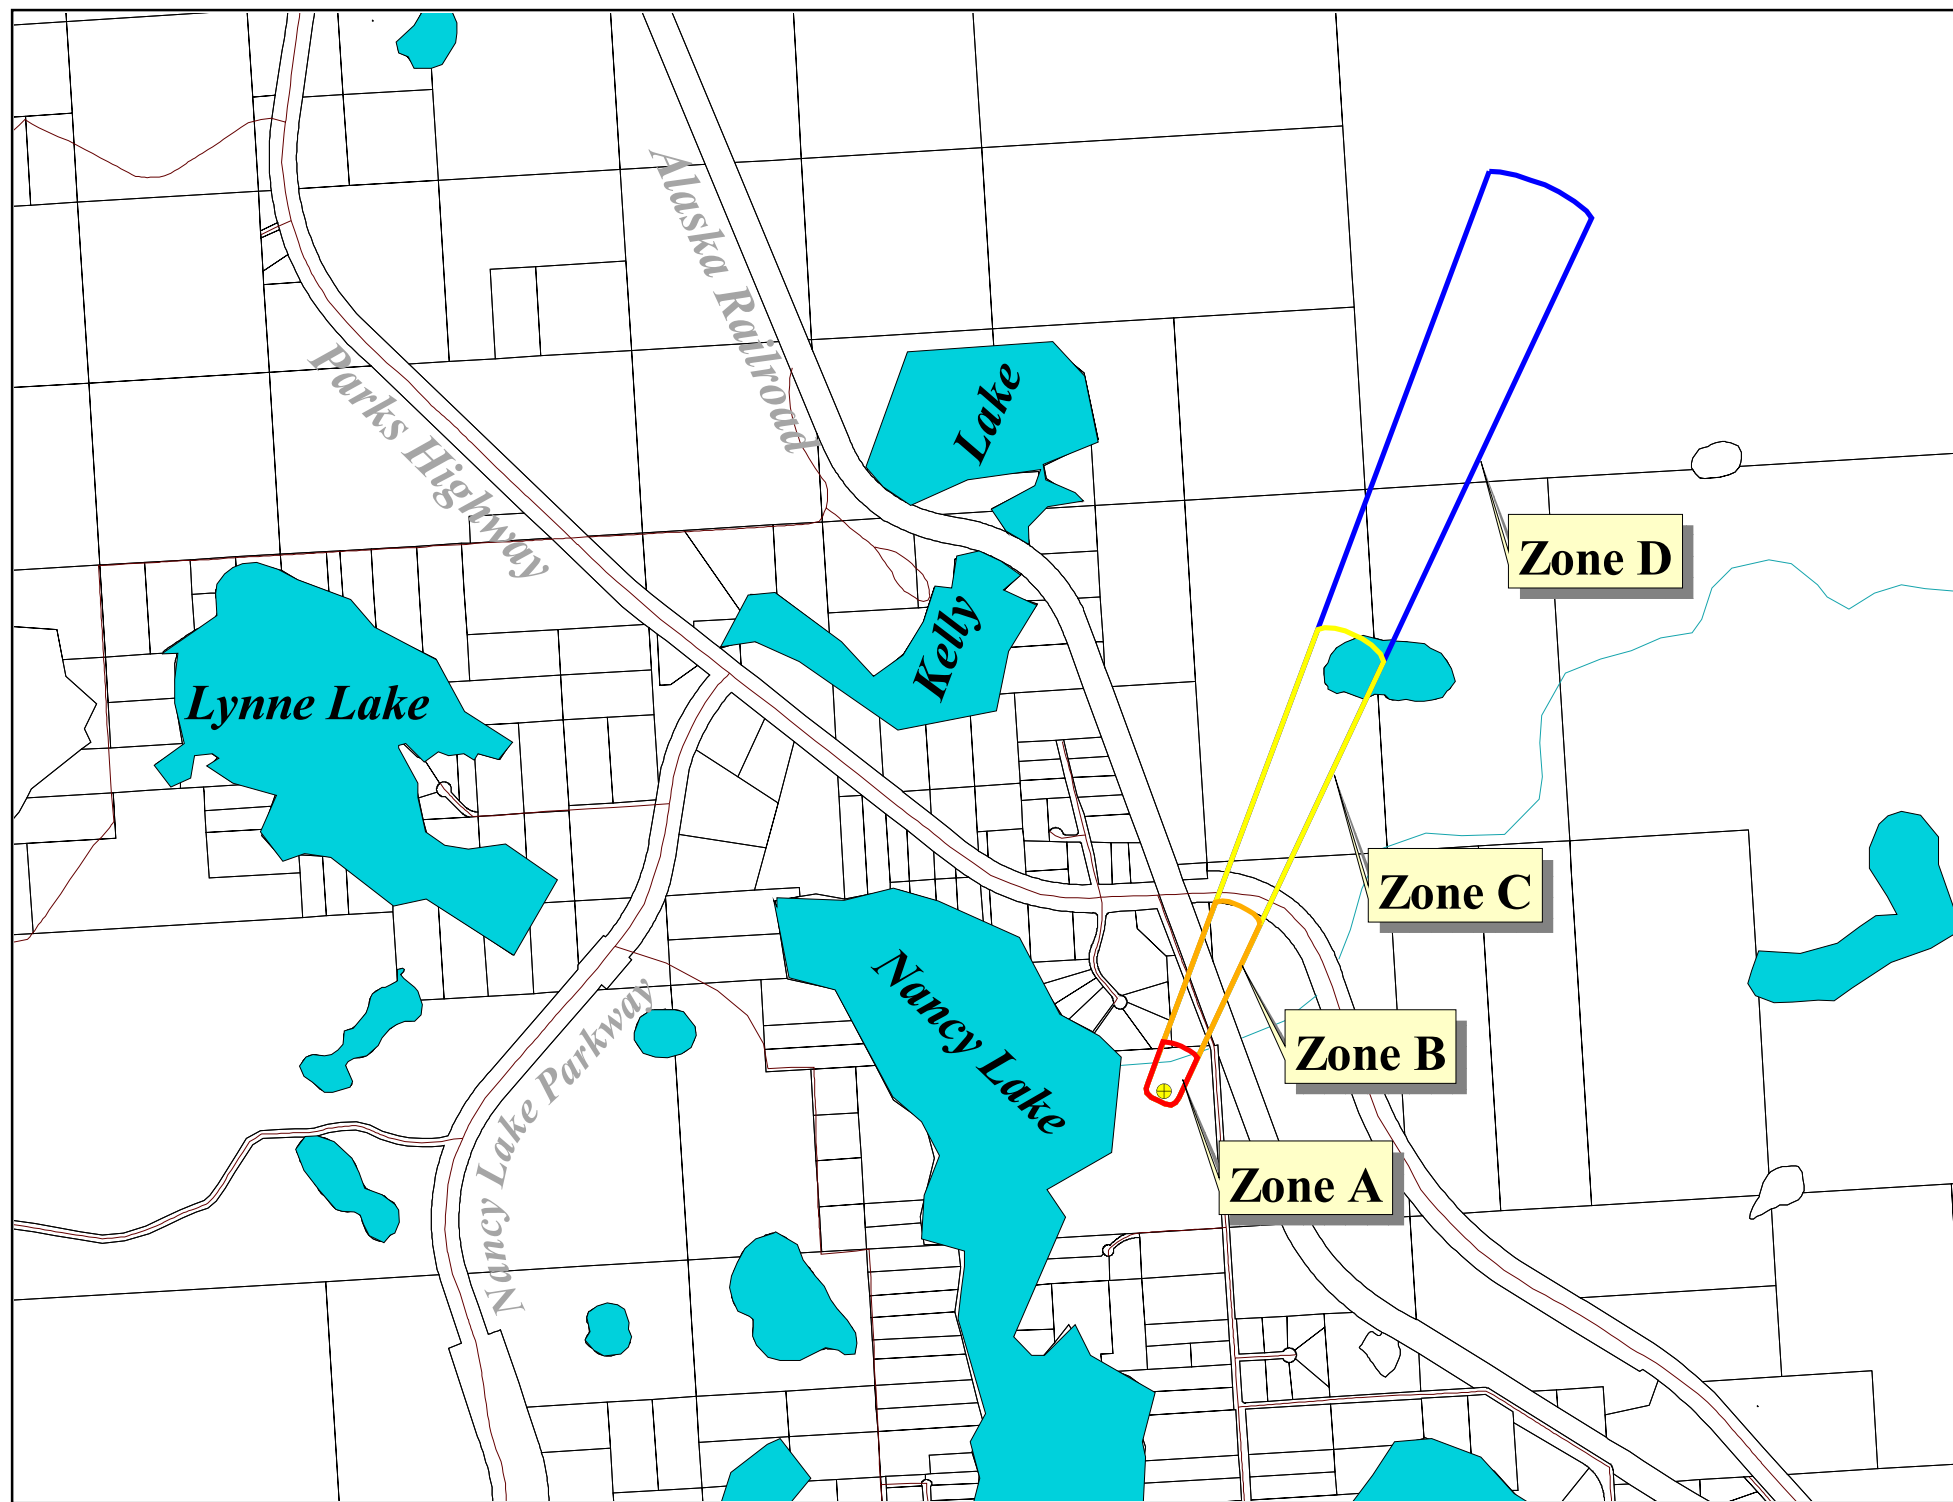 Alaska Railroad
Parks Highway
Lake
Kelly
Zone D
Lynne Lake
Zone C
Nancy Lake
Nancy Lake Parkway
Zone B
Zone A